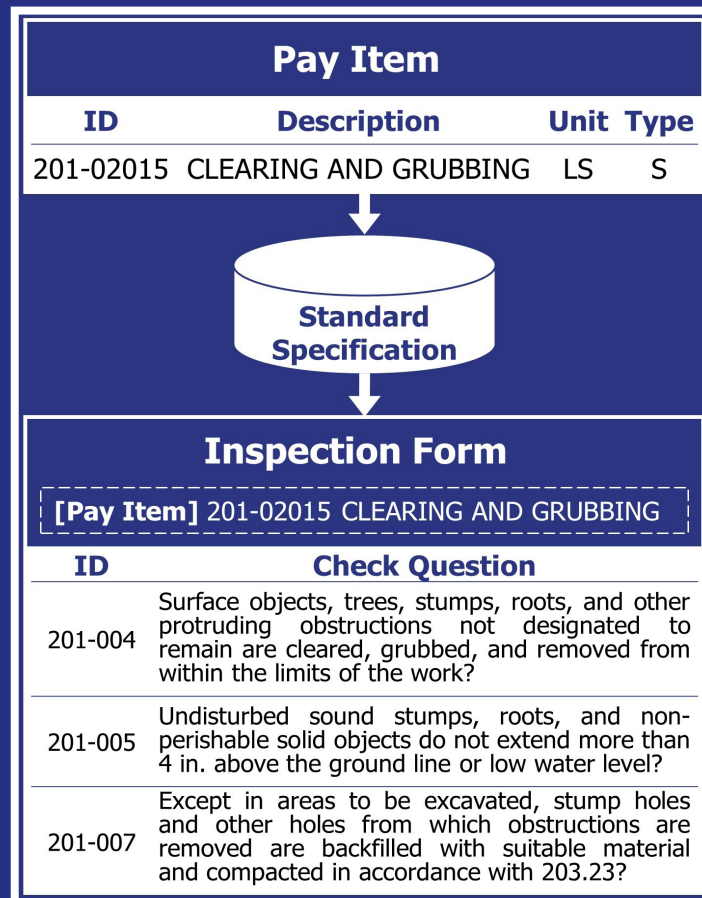 Pay Item
ID Description Unit Type
201-02015 CLEARING AND GRUBBING LS S
Standard
Specification
Inspection Form
[Pay Item] 201-02015 CLEARING AND GRUBBING
ID Check Question
201-004
Surface objects, trees, stumps, roots, and other
protruding obstructions not designated to
remain are cleared, grubbed, and removed from
within the limits of the work?
201-005
Undisturbed sound stumps, roots, and non-
perishable solid objects do not extend more than
4 in. above the ground line or low water level?
201-007
Except in areas to be excavated, stump holes
and other holes from which obstructions are
removed are backfilled with suitable material
and compacted in accordance with 203.23?